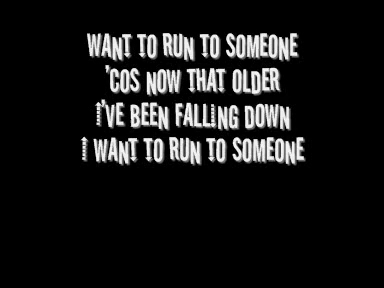 WANT TO RUN TO SOMEONE
'COS NOW THAT OLDER
I'VE BEEN FALLING DOWN
I WANT TO RUN TO SOMEONE